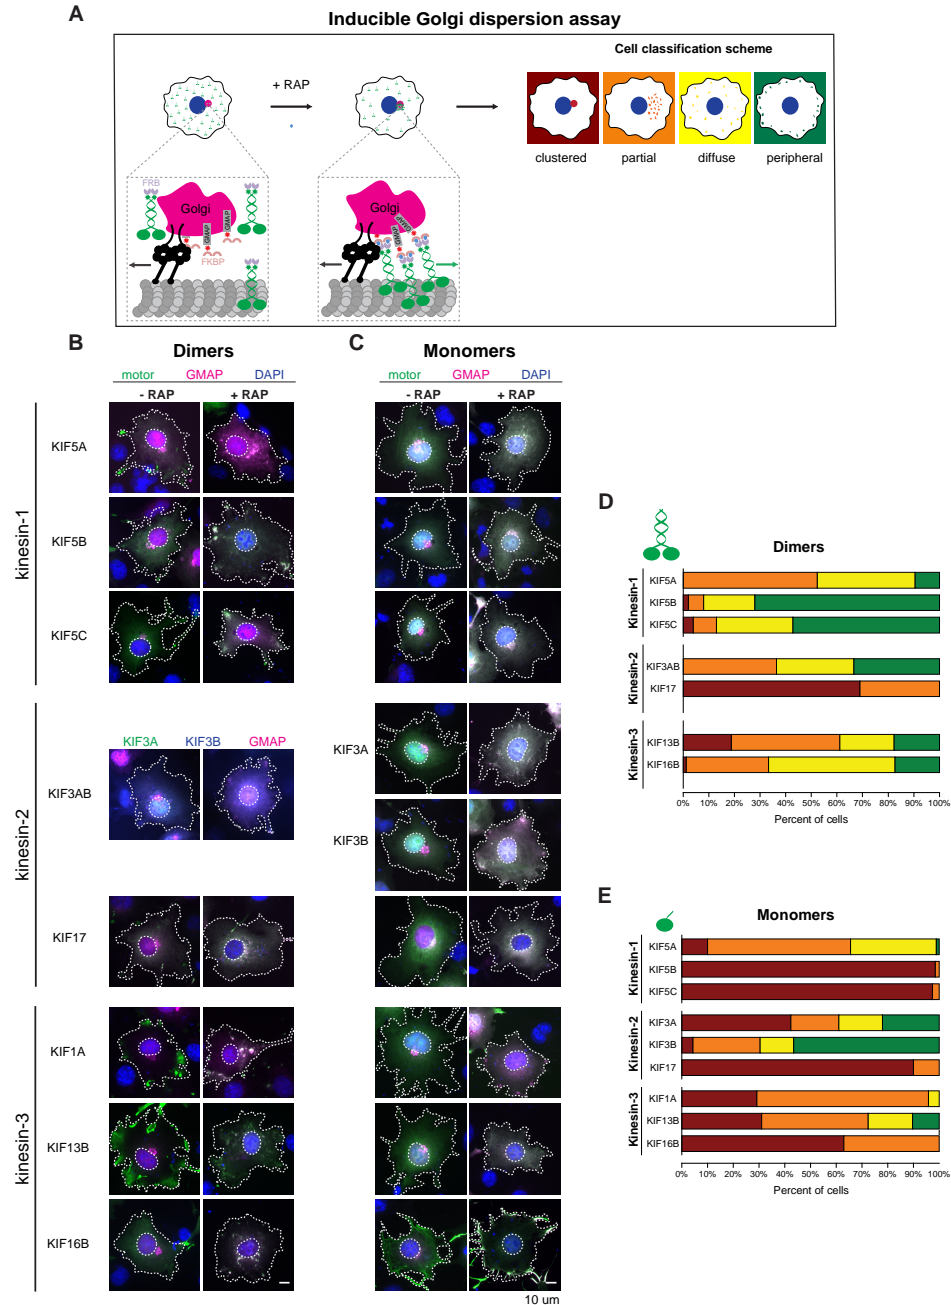 A
Inducible Golgi dispersion assay
Cell classification scheme
+ RAP
clustered
partial
diffuse
peripheral
FRB
Golgi
GMAP
GMAP
FKBP
Golgi
GMAP
GMAP
B
Dimers
motor GMAP DAPI
- RAP + RAP
kinesin-1
KIF5A
KIF5B
KIF5C
kinesin-2
KIF3A KIF3B GMAP
KIF3AB
KIF17
kinesin-3
KIF1A
KIF13B
KIF16B
C
Monomers
motor GMAP DAPI
- RAP + RAP
KIF3A
KIF3B
10 um
D
Dimers
Kinesin-1
KIF5A
KIF5B
KIF5C
Kinesin-2
KIF3AB
KIF17
Kinesin-3
KIF13B
KIF16B
0% 10% 20% 30% 40% 50% 60% 70% 80% 90% 100%
Percent of cells
E
Monomers
Kinesin-1
KIF5A
KIF5B
KIF5C
Kinesin-2
KIF3A
KIF3B
KIF17
Kinesin-3
KIF1A
KIF13B
KIF16B
0% 10% 20% 30% 40% 50% 60% 70% 80% 90% 100%
Percent of cells